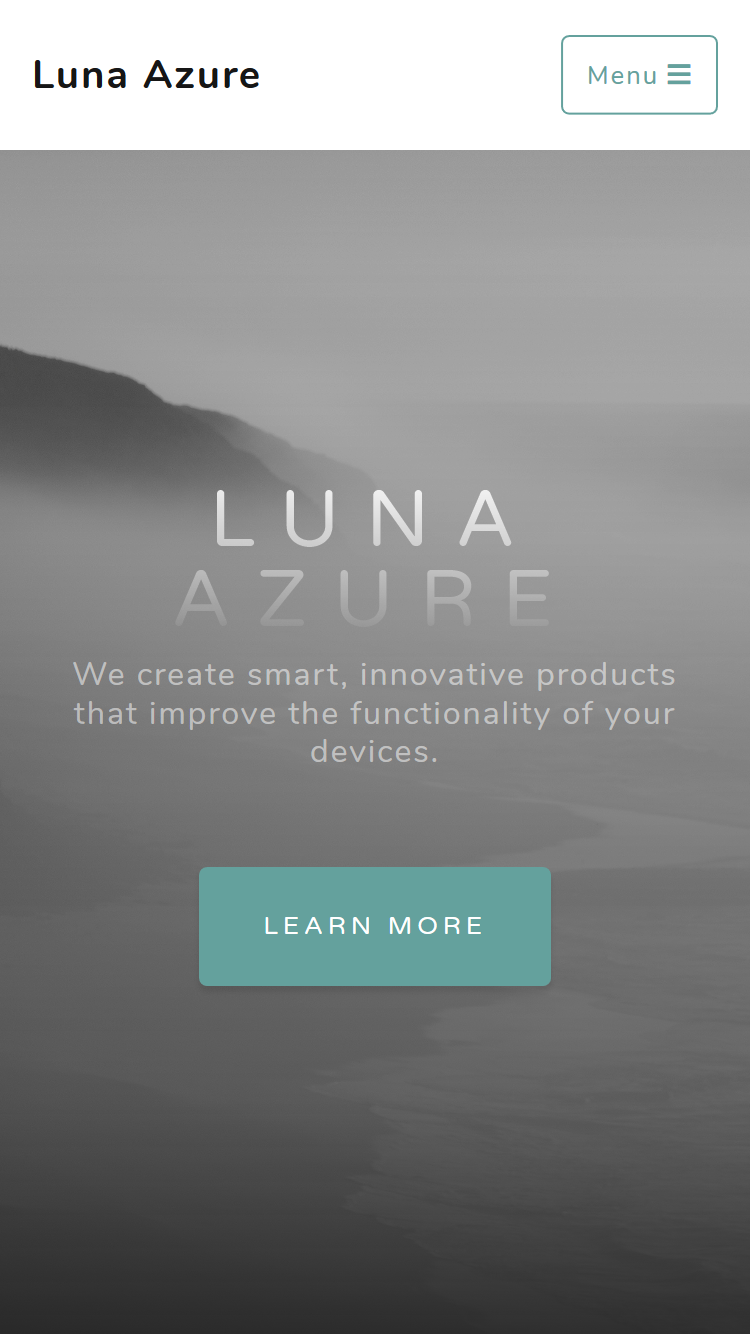 Luna Azure
Menu
LUNA
AZURE
We create smart, innovative products
that improve the functionality of your
devices.
LEARN MORE